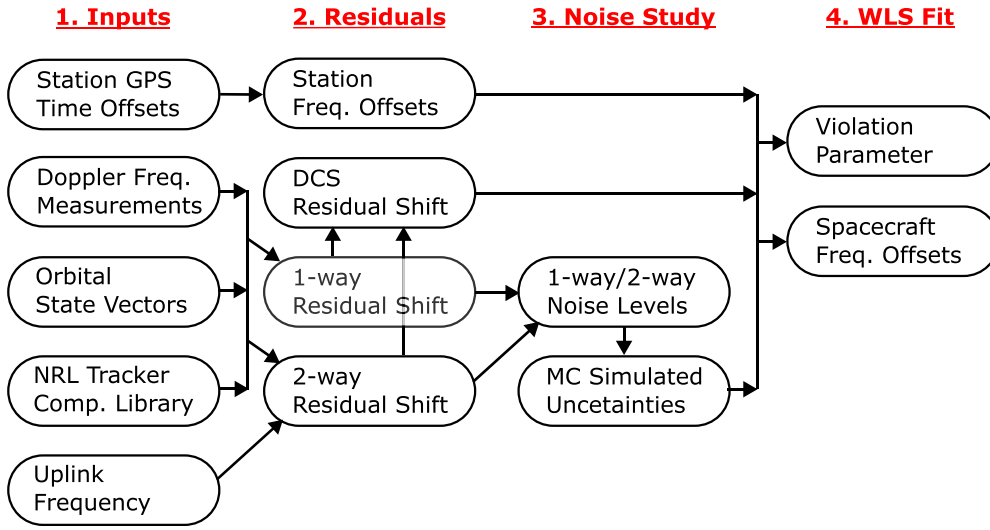 1. Inputs
2. Residuals
3. Noise Study
4. WLS Fit
Station GPS
Time Offsets
Doppler Freq.
Measurements
Orbital
State Vectors
NRL Tracker
Comp. Library
Uplink
Frequency
Station
Freq. Offsets
DCS
Residual Shift
1-way
Residual Shift
2-way
Residual Shift
1-way/2-way
Noise Levels
MC Simulated
Uncetainties
Violation
Parameter
Spacecraft
Freq. Offsets